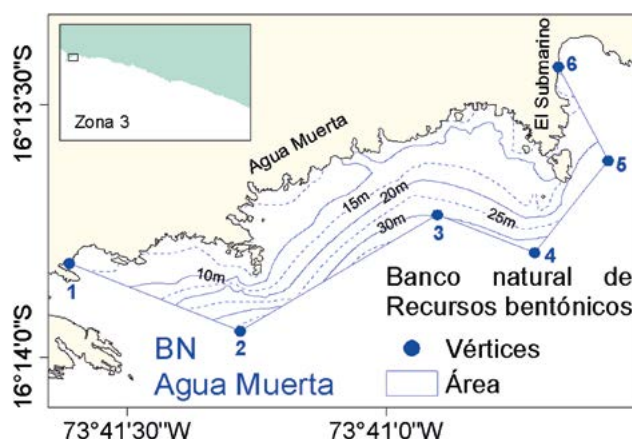 Zona 3
El Submarino
6
16°13'30"S
Agua Muerta
5
15m
20m
25m
30m
3
4
10m
1
2
Banco natural de
Recursos bentónicos
BN
Agua Muerta
Vértices
Área
16°14'0"S
73°41'30"W
73°41'0"W